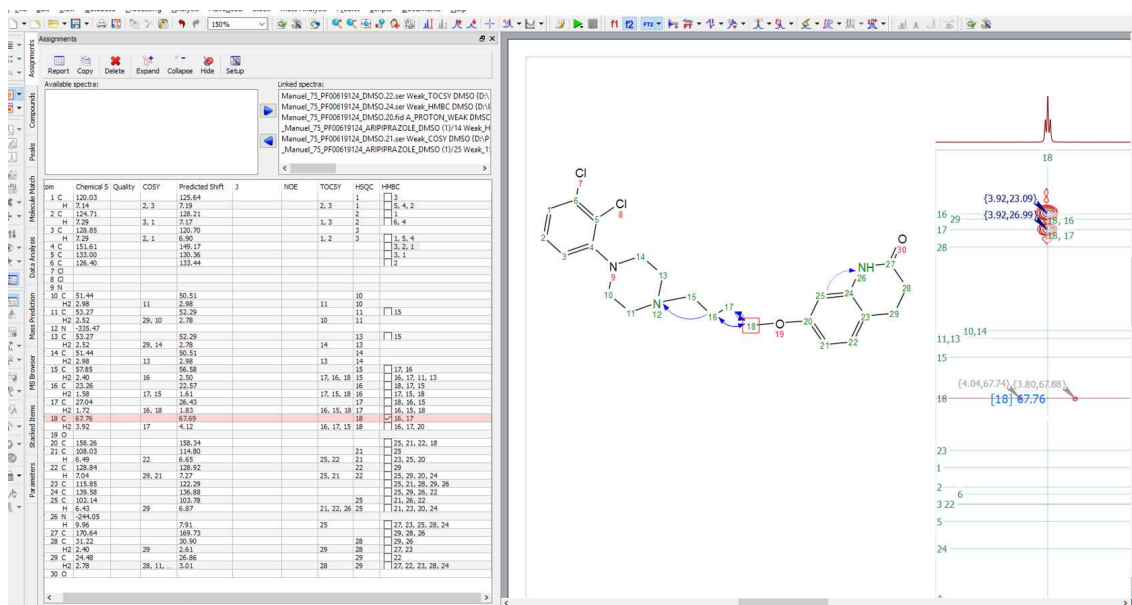 150%
f1 f2 FT2
Assignments
Report Copy Delete Expand Collapse Hide Setup
Available spectra:
Linked spectra:
Manuel_75_PF00619124_DMSO.22.ser Weak_TOCSY DMSO {D:\
Manuel_75_PF00619124_DMSO.24.ser Weak_HMBC DMSO {D:\
Manuel_75_PF00619124_DMSO.20.fid A_PROTON_WEAK DMSO
_Manuel_75_PF00619124_ARIPIPRAZOLE_DMSO (1)/14 Weak_H
Manuel_75_PF00619124_DMSO.21.ser Weak_COSY DMSO {D:\P
_Manuel_75_PF00619124_ARIPIPRAZOLE_DMSO (1)/25 Weak_1
Assignments
Compounds
Peaks
Molecule Match
Data Analysis
Mass Prediction
MS Browser
Stacked Items
Parameters
om Chemical S Quality COSY Predicted Shift J NOE TOCSY HSQC HMBC
1 C 120.03 125.64 1 3
H 7.14 2, 3 7.19 2, 3 1 5, 4, 2
2 C 124.71 128.21 2 1
H 7.29 3, 1 7.17 1, 3 2 6, 4
3 C 128.85 120.70 3
H 7.29 2, 1 6.90 1, 2 3 1, 5, 4
4 C 151.61 149.17 3, 2, 1
5 C 133.00 130.36 3, 1
6 C 126.40 133.44 2
7 Cl
8 Cl
9 N
10 C 51.44 50.51 10
H2 2.98 11 2.98 11 10
11 C 53.27 52.29 11 15
H2 2.52 29, 10 2.78 10 11
12 N -335.47
13 C 53.27 52.29 13 15
H2 2.52 29, 14 2.78 14 13
14 C 51.44 50.51 14
H2 2.98 13 2.98 13 14
15 C 57.85 56.58 15 17, 16
H2 2.40 16 2.50 17, 16, 18 15 16, 17, 11, 13
16 C 23.26 22.57 16 18, 17, 15
H2 1.58 17, 15 1.61 17, 15, 18 16 17, 15, 18
17 C 27.04 26.43 17 18, 16, 15
H2 1.72 16, 18 1.83 16, 15, 18 17 16, 15, 18
18 C 67.76 67.69 18 16, 17
H2 3.92 17 4.12 16, 17, 15 18 16, 17, 20
19 O
20 C 158.26 158.34 25, 21, 22, 18
21 C 108.03 114.80 21 25
H 6.49 22 6.65 25, 22 21 23, 25, 20
22 C 128.84 128.92 22 29
H 7.04 29, 21 7.27 25, 21 22 25, 29, 20, 24
23 C 115.85 122.29 25, 21, 28, 29, 26
24 C 139.58 136.88 25, 29, 26, 22
25 C 102.14 103.78 25 21, 26, 22
H 6.43 29 6.87 21, 22, 26 25 21, 23, 20, 24
26 N -244.05
H 9.96 7.91 25 27, 23, 25, 28, 24
27 C 170.64 169.73 29, 28, 26
28 C 31.22 30.90 28 29, 26
H2 2.40 29 2.61 29 28 27, 23
29 C 24.48 26.86 29 22
H2 2.78 28, 11, ... 3.01 28 29 27, 22, 23, 28, 24
30 O
Cl
7
Cl
8
1 2 3 4 5 6
N
9
10 11 N 12 13 14
15 16 17 18
O
19
20 21 22 23 24 25
NH
26
27 28 29
O
30
18
{3.92,23.09}
{3.92,26.99}
18, 16
18, 17
16 29
17
28
10,14
11,13
15
{4.04,67.74} {3.80,67.88}
18
[18] 67.76
23
1
2
6
3 22
5
24